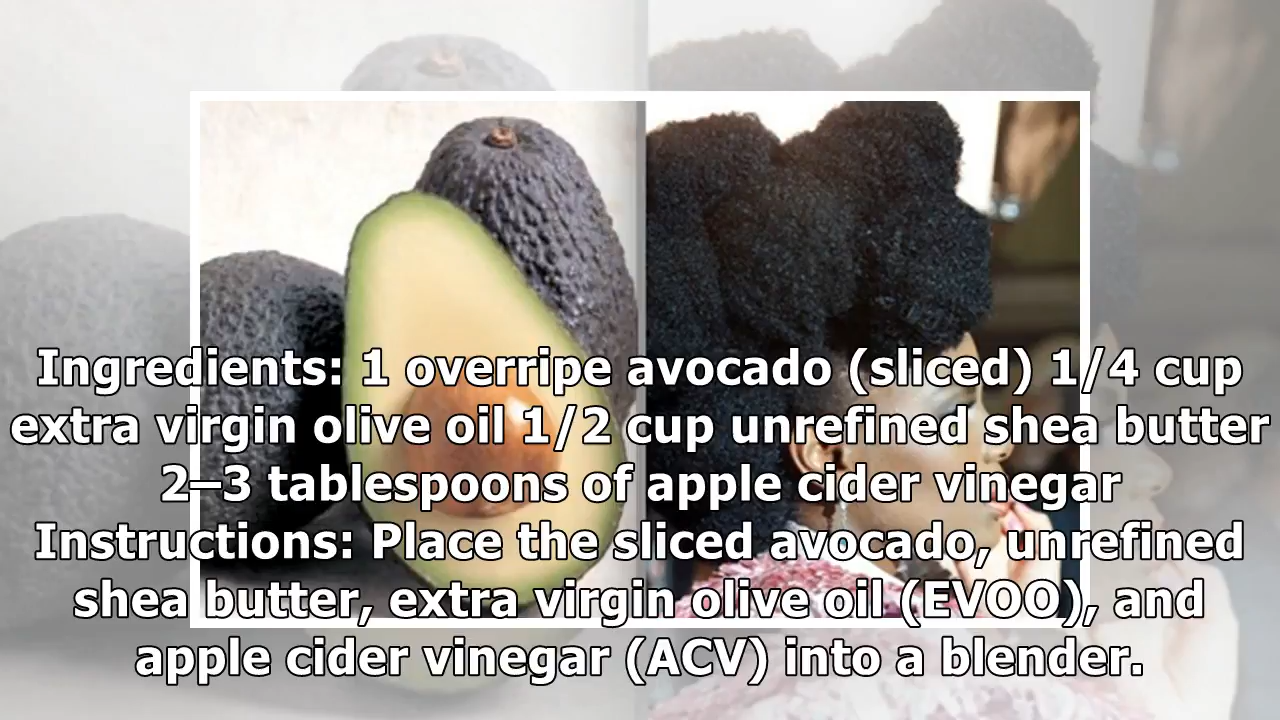 Ingredients: 1 overripe avocado (sliced) 1/4 cup
extra virgin olive oil 1/2 cup unrefined shea butter
2–3 tablespoons of apple cider vinegar
Instructions: Place the sliced avocado, unrefined
shea butter, extra virgin olive oil (EVOO), and
apple cider vinegar (ACV) into a blender.